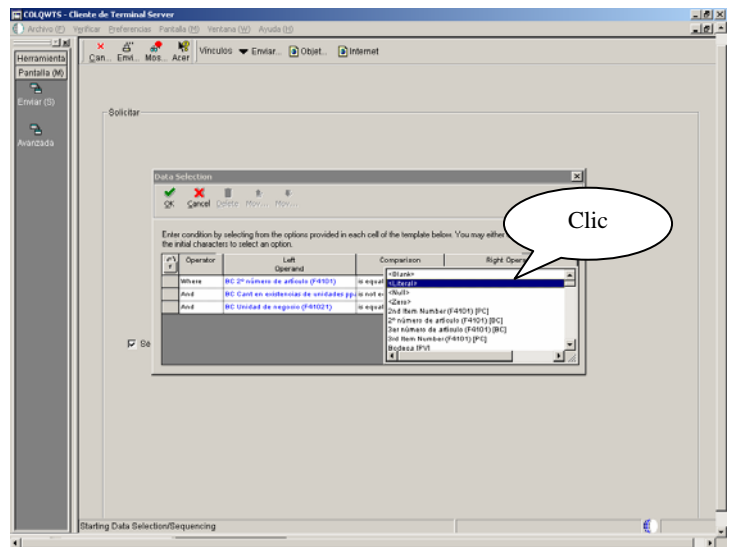 COLQWTS - Cliente de Terminal Server
Archivo (F) Verificar Preferencias Pantalla (M) Ventana (W) Ayuda (H)
Herramienta
Pantalla (M)
Enviar (S)
Avanzada
Can... Envi... Mos... Acer Vínculos Enviar... Objet... Internet
Solicitar
Data Selection
OK Cancel Delete Mov... Mov...
Clic
Enter condition by selecting from the options provided in each cell of the template below. You may either
the initial characters to select an option.
Operator Left Operand Comparison Right Oper
Where BC 2º número de artículo (F4101) is equal
And BC Cant en existencias de unidades pp. is not e
And BC Unidad de negocio (F41021) is equal
<Blank>
<Literal>
<Null>
<Zero>
2nd Item Number (F4101) [PC]
2º número de artículo (F4101) [BC]
3er número de artículo (F4101) [BC]
3rd Item Number (F4101) [PC]
Bodega [PV]
Se
Starting Data Selection/Sequencing